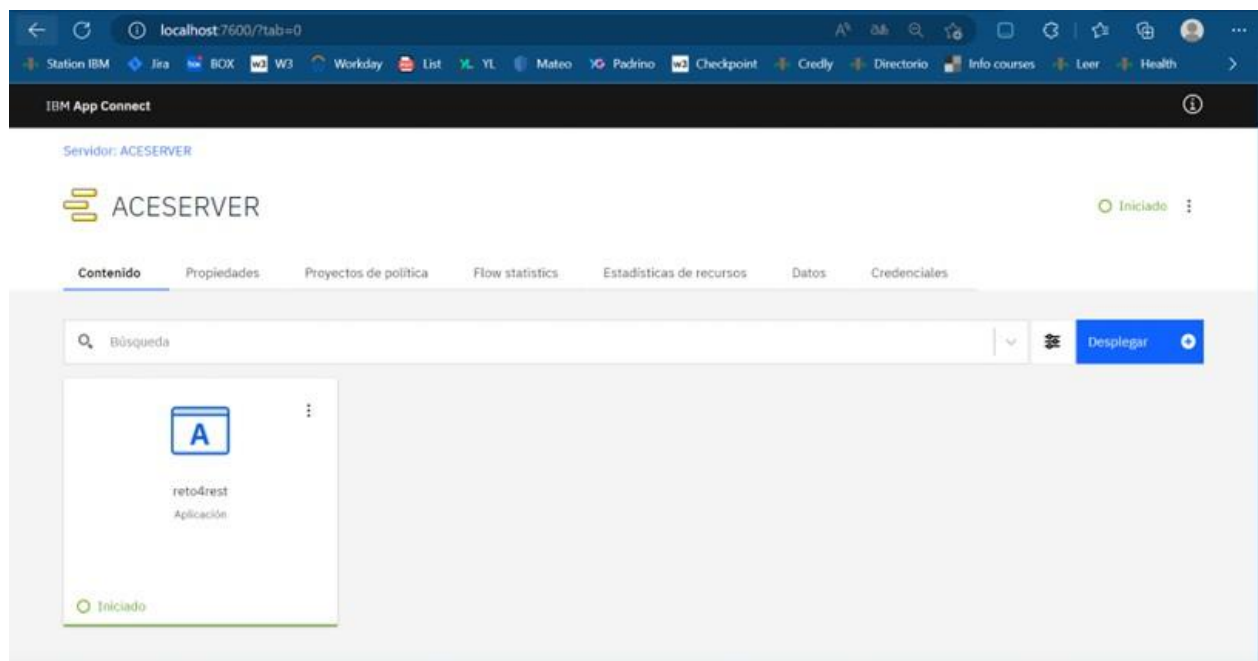 localhost:7600/?tab=0
Station IBM Jira BOX W3 Workday List YL Mateo Padrino Checkpoint Credly Directorio Info courses Leer Health
IBM App Connect
Servidor: ACESERVER
ACESERVER
Iniciado
Contenido Propiedades Proyectos de política Flow statistics Estadísticas de recursos Datos Credenciales
Búsqueda
Desplegar
A
reto4rest
Aplicación
Iniciado